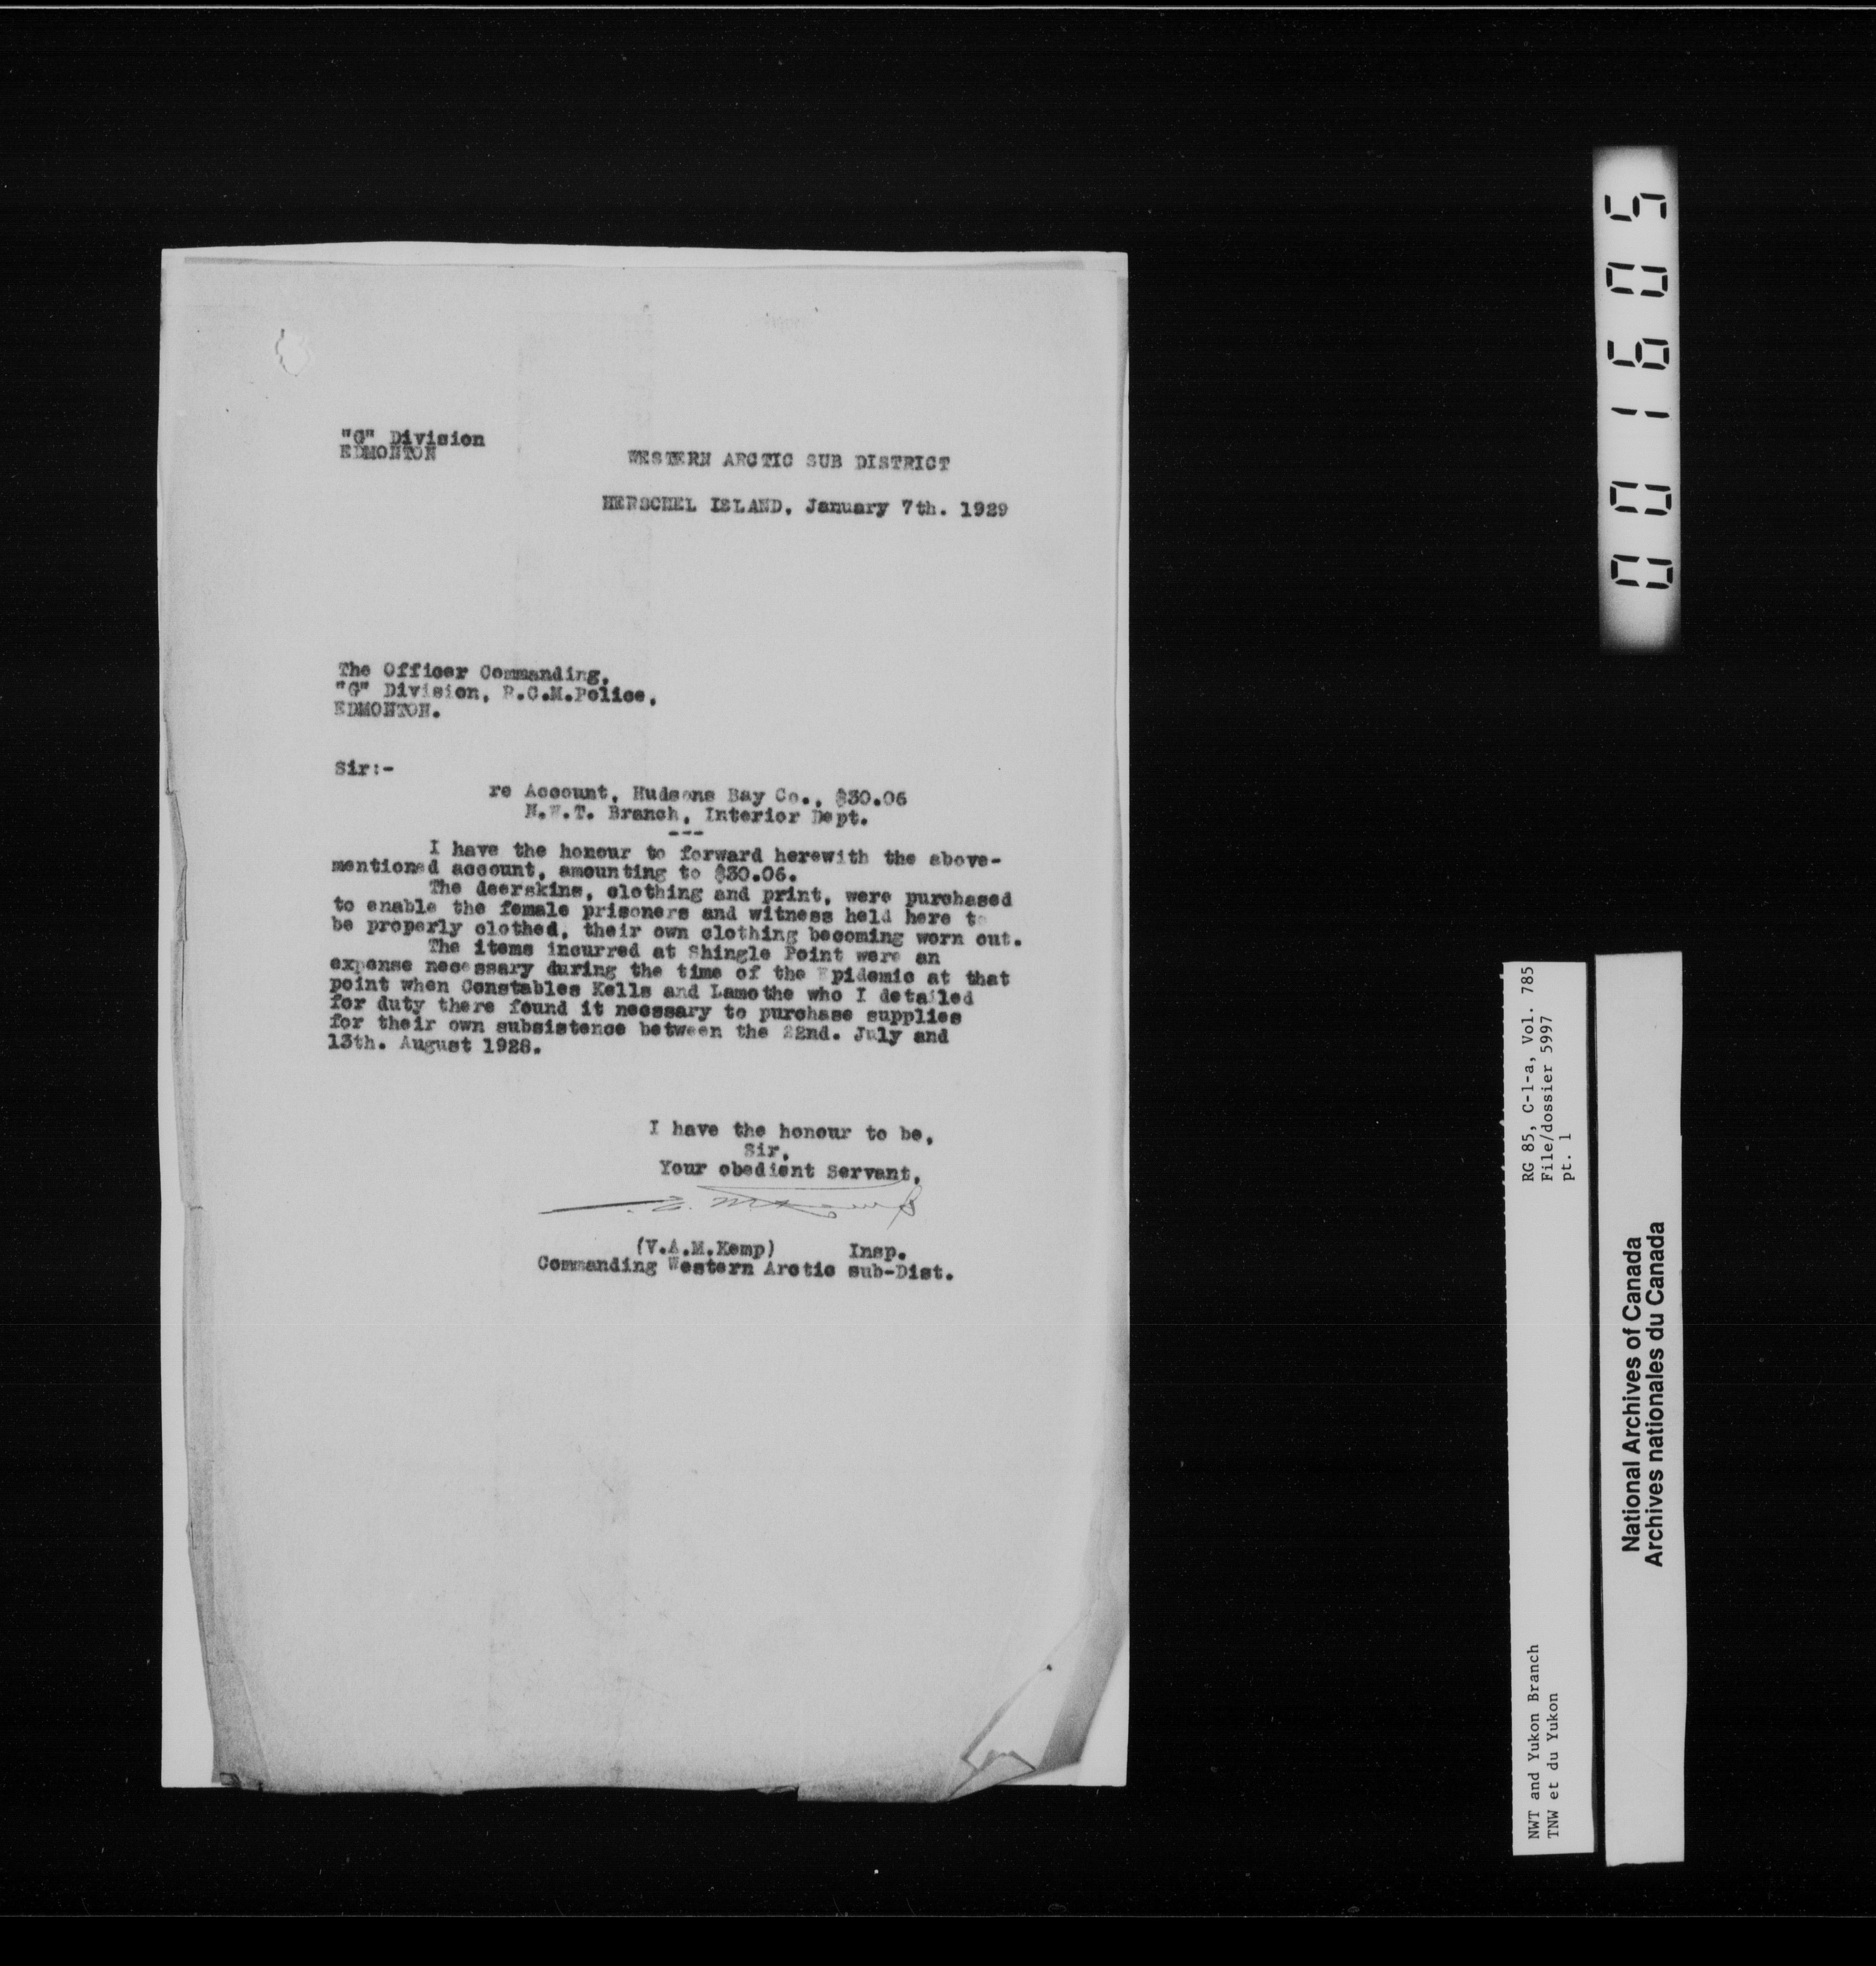 "G" Division
EDMONTON
WESTERN ARCTIC SUB DISTRICT
HERSCHEL ISLAND, January 7th. 1929
The Officer Commanding,
"G" Division, R.C.M.Police,
EDMONTON.
Sir:-
re Account, Hudsons Bay Co., $30.06
N.W.T. Branch, Interior Dept.
---
I have the honour to forward herewith the above-
mentioned account, amounting to $30.06.
The deerskins, clothing and print, were purchased
to enable the female prisoners and witness held here to
be properly clothed, their own clothing becoming worn out.
The items incurred at Shingle Point were an
expense necessary during the time of the Epidemic at that
point when Constables Kells and Lamothe who I detailed
for duty there found it necssary to purchase supplies
for their own subsistence between the 22nd. July and
13th. August 1928.
I have the honour to be,
Sir,
Your obedient Servant,
(V.A.M.Kemp) Insp.
Commanding Western Arctic sub-Dist.
001605
RG 85, C-1-a, Vol. 785
File/dossier 5997
pt. 1
NWT and Yukon Branch
TNW et du Yukon
National Archives of Canada
Archives nationales du Canada